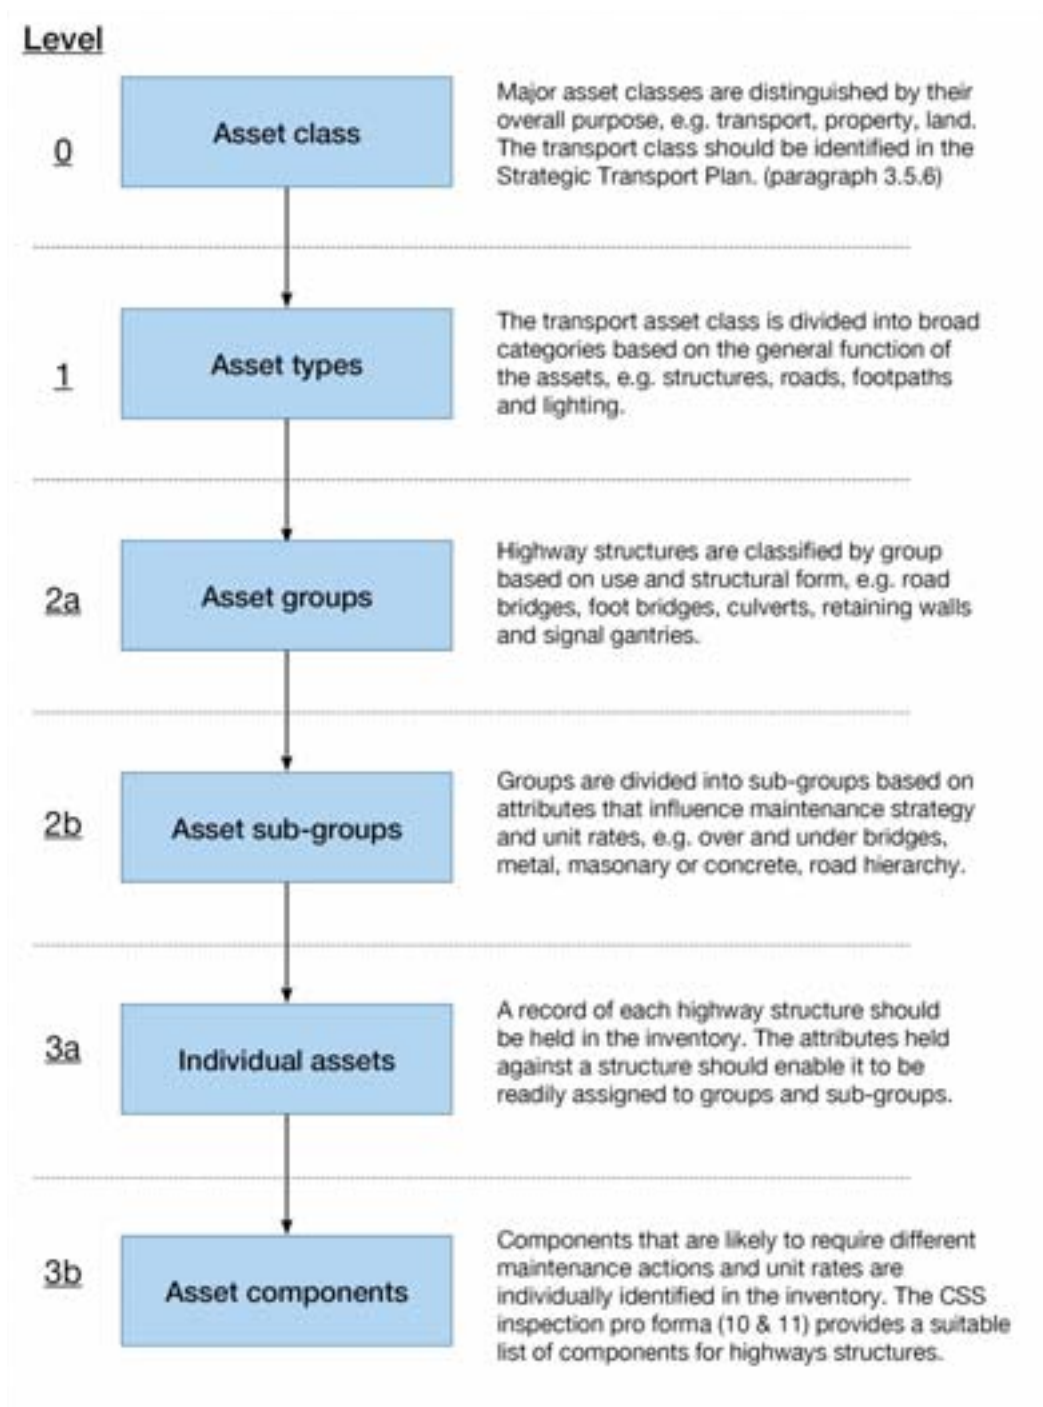 Level
0
Asset class
Major asset classes are distinguished by their
overall purpose, e.g. transport, property, land.
The transport class should be identified in the
Strategic Transport Plan. (paragraph 3.5.6)
1
Asset types
The transport asset class is divided into broad
categories based on the general function of
the assets, e.g. structures, roads, footpaths
and lighting.
2a
Asset groups
Highway structures are classified by group
based on use and structural form, e.g. road
bridges, foot bridges, culverts, retaining walls
and signal gantries.
2b
Asset sub-groups
Groups are divided into sub-groups based on
attributes that influence maintenance strategy
and unit rates, e.g. over and under bridges,
metal, masonary or concrete, road hierarchy.
3a
Individual assets
A record of each highway structure should
be held in the inventory. The attributes held
against a structure should enable it to be
readily assigned to groups and sub-groups.
3b
Asset components
Components that are likely to require different
maintenance actions and unit rates are
individually identified in the inventory. The CSS
inspection pro forma (10 & 11) provides a suitable
list of components for highways structures.